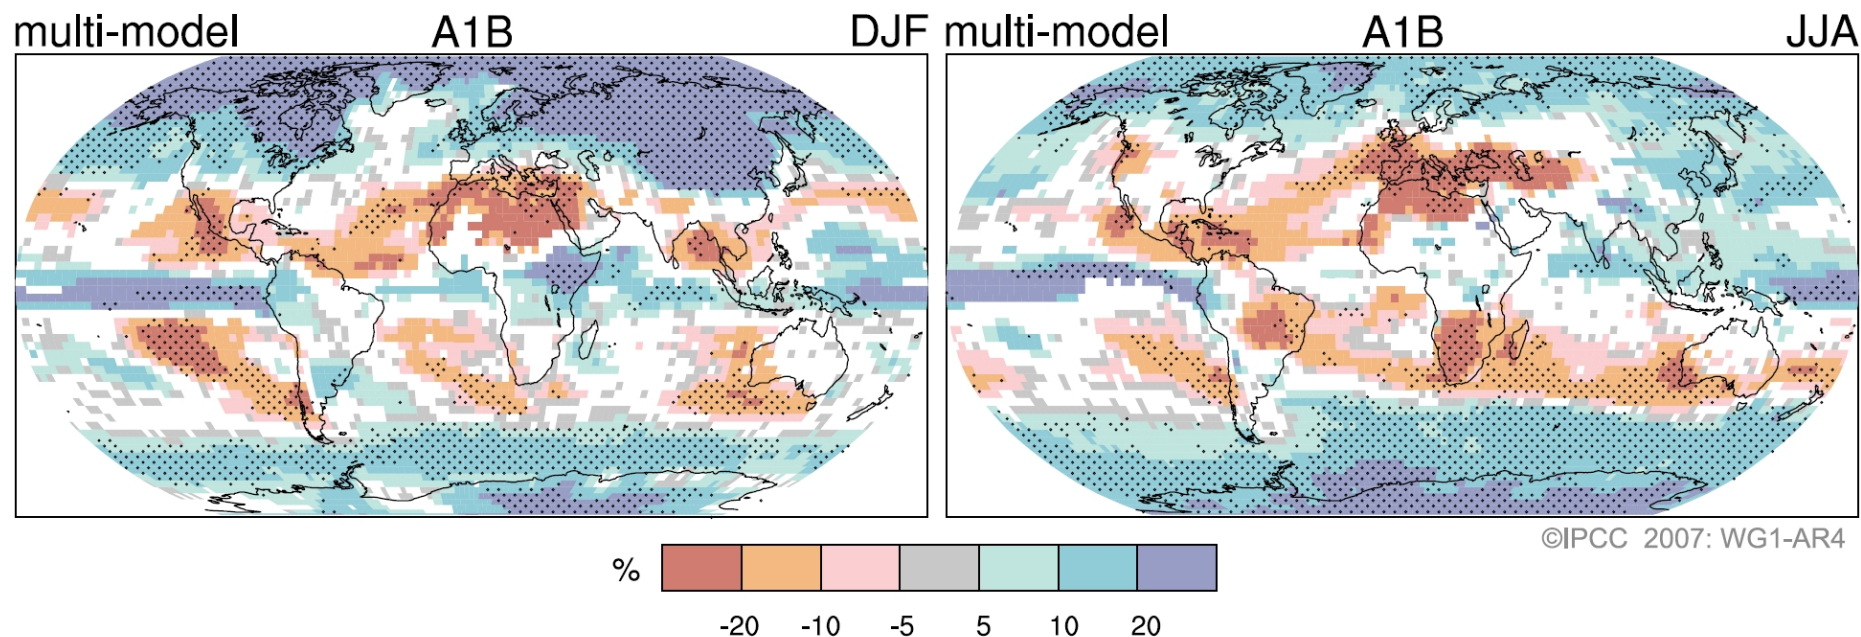 multi-model A1B DJF
multi-model A1B JJA
©IPCC 2007: WG1-AR4
%
-20 -10 -5 5 10 20